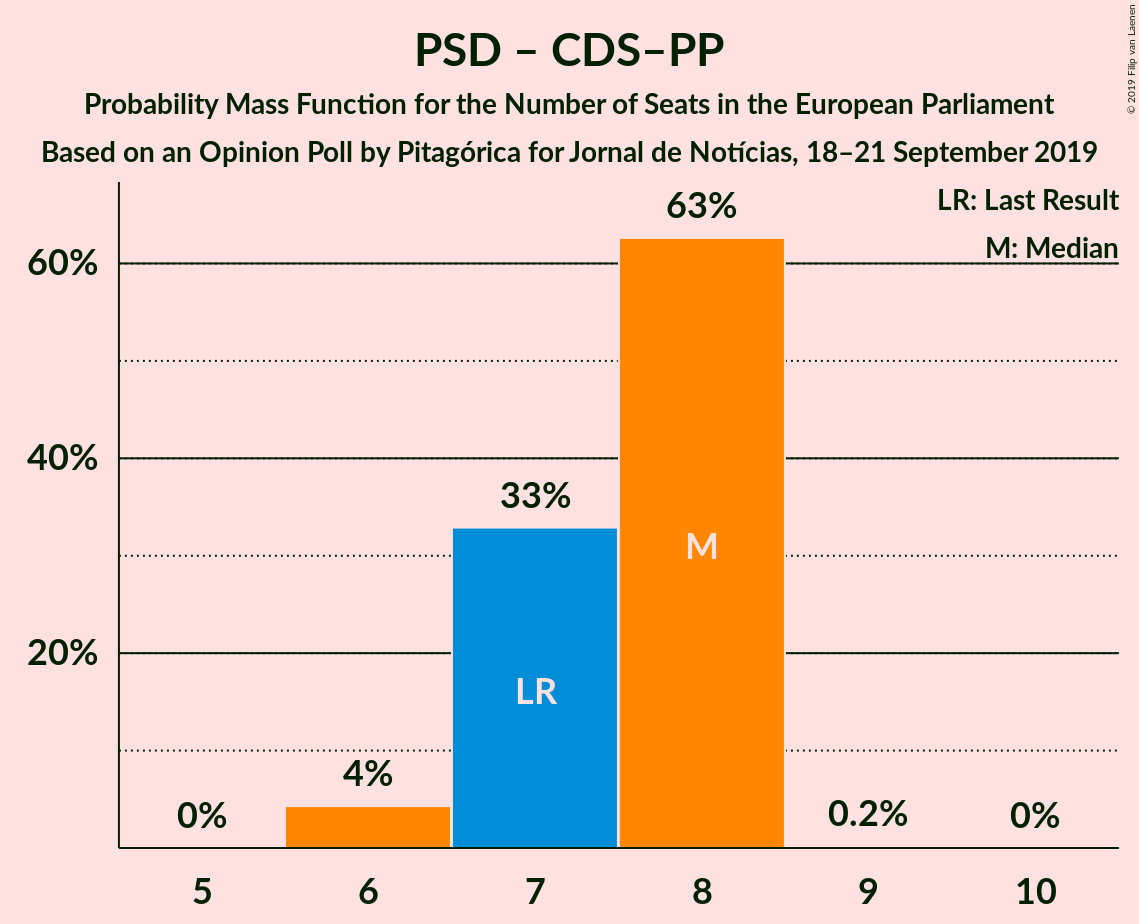 PSD – CDS–PP
Probability Mass Function for the Number of Seats in the European Parliament
Based on an Opinion Poll by Pitagórica for Jornal de Notícias, 18–21 September 2019
© 2019 Filip van Laenen
LR: Last Result
M: Median
63%
60%
40%
33%
M
20%
LR
4%
0%
0.2%
0%
5 6 7 8 9 10